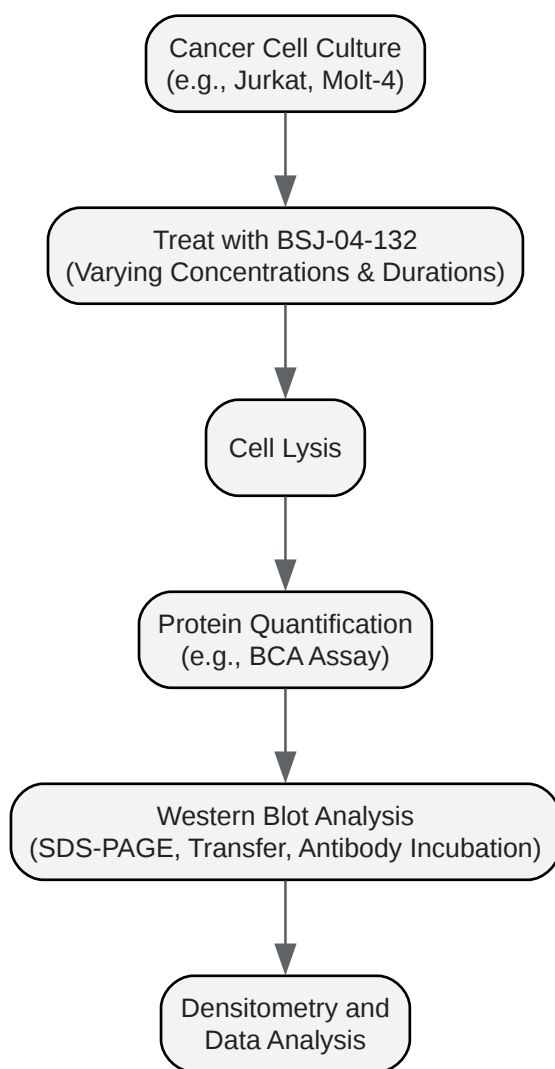 Cancer Cell Culture
(e.g., Jurkat, Molt-4)
Treat with BSJ-04-132
(Varying Concentrations & Durations)
Cell Lysis
Protein Quantification
(e.g., BCA Assay)
Western Blot Analysis
(SDS-PAGE, Transfer, Antibody Incubation)
Densitometry and
Data Analysis